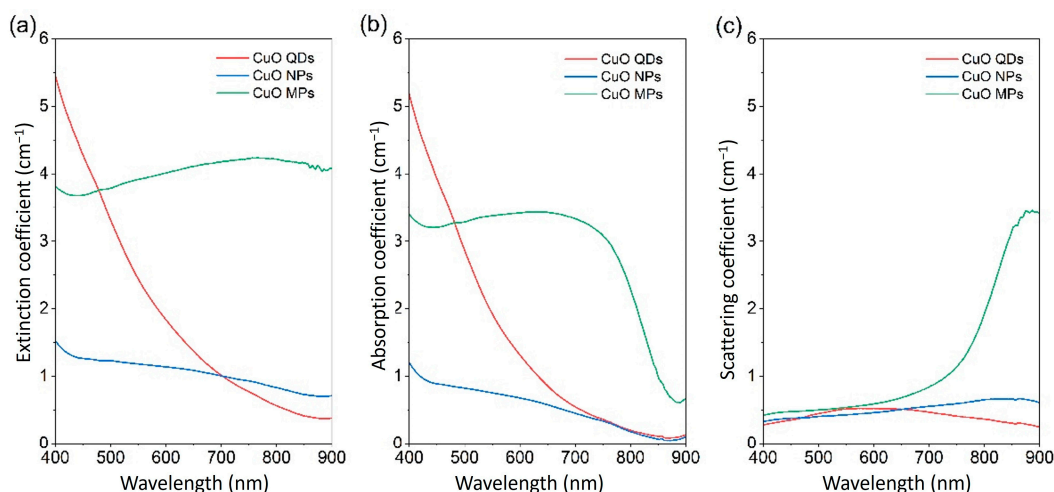 (a)
Extinction coefficient (cm⁻¹)
6
5
4
3
2
1
0
CuO QDs
CuO NPs
CuO MPs
400 500 600 700 800 900
Wavelength (nm)
(b)
Absorption coefficient (cm⁻¹)
6
5
4
3
2
1
0
CuO QDs
CuO NPs
CuO MPs
400 500 600 700 800 900
Wavelength (nm)
(c)
Scattering coefficient (cm⁻¹)
6
5
4
3
2
1
0
CuO QDs
CuO NPs
CuO MPs
400 500 600 700 800 900
Wavelength (nm)